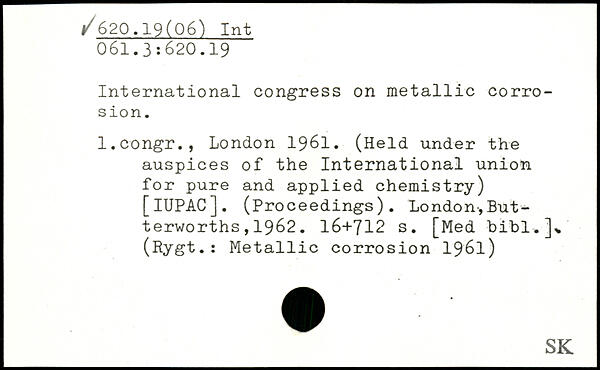 ✓620.19(06) Int
061.3:620.19
International congress on metallic corro-
sion.
1.congr., London 1961. (Held under the
auspices of the International union
for pure and applied chemistry)
[IUPAC]. (Proceedings). London,But-
terworths,1962. 16+712 s. [Med bibl.].
(Rygt.: Metallic corrosion 1961)
SK